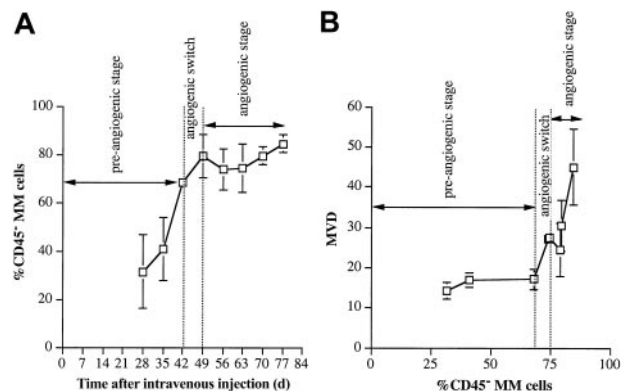 A
pre-angiogenic stage
angiogenic switch
angiogenic stage
%CD45- MM cells
100
80
60
40
20
0
0 7 14 21 28 35 42 49 56 63 70 77 84
Time after intravenous injection (d)
B
pre-angiogenic stage
angiogenic switch
angiogenic stage
MVD
60
50
40
30
20
10
0
0 25 50 75 100
%CD45- MM cells